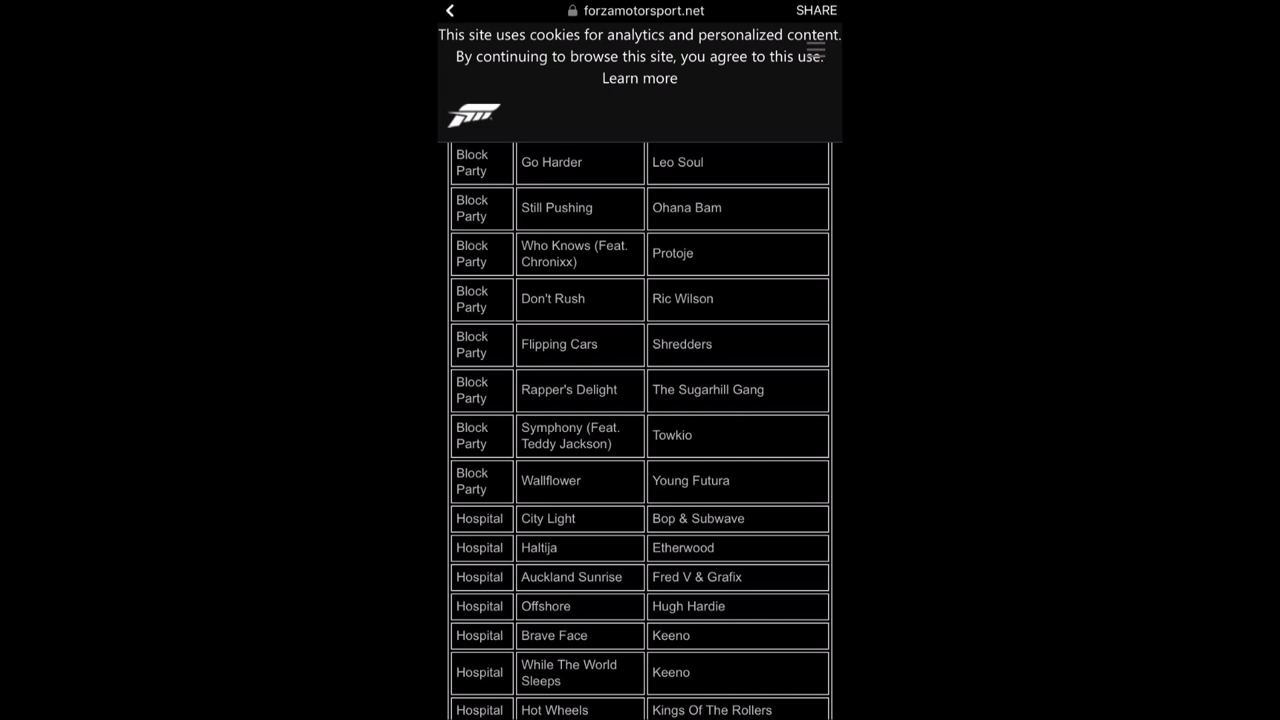 forzamotorsport.net
SHARE
This site uses cookies for analytics and personalized content.
By continuing to browse this site, you agree to this use.
Learn more
Block Party Go Harder Leo Soul
Block Party Still Pushing Ohana Bam
Block Party Who Knows (Feat. Chronixx) Protoje
Block Party Don't Rush Ric Wilson
Block Party Flipping Cars Shredders
Block Party Rapper's Delight The Sugarhill Gang
Block Party Symphony (Feat. Teddy Jackson) Towkio
Block Party Wallflower Young Futura
Hospital City Light Bop & Subwave
Hospital Haltija Etherwood
Hospital Auckland Sunrise Fred V & Grafix
Hospital Offshore Hugh Hardie
Hospital Brave Face Keeno
Hospital While The World Sleeps Keeno
Hospital Hot Wheels Kings Of The Rollers